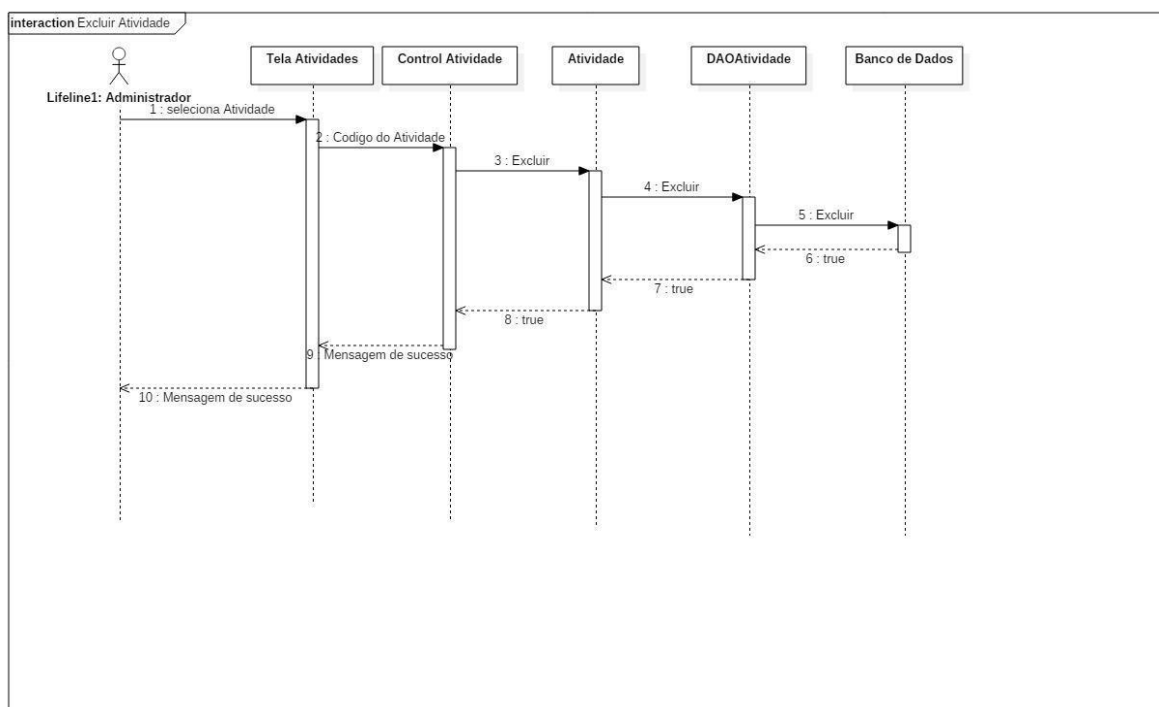 interaction Excluir Atividade
Tela Atividades
Control Atividade
Atividade
DAOAtividade
Banco de Dados
Lifeline1: Administrador
1 : seleciona Atividade
2 : Codigo do Atividade
3 : Excluir
4 : Excluir
5 : Excluir
6 : true
7 : true
8 : true
9 : Mensagem de sucesso
10 : Mensagem de sucesso